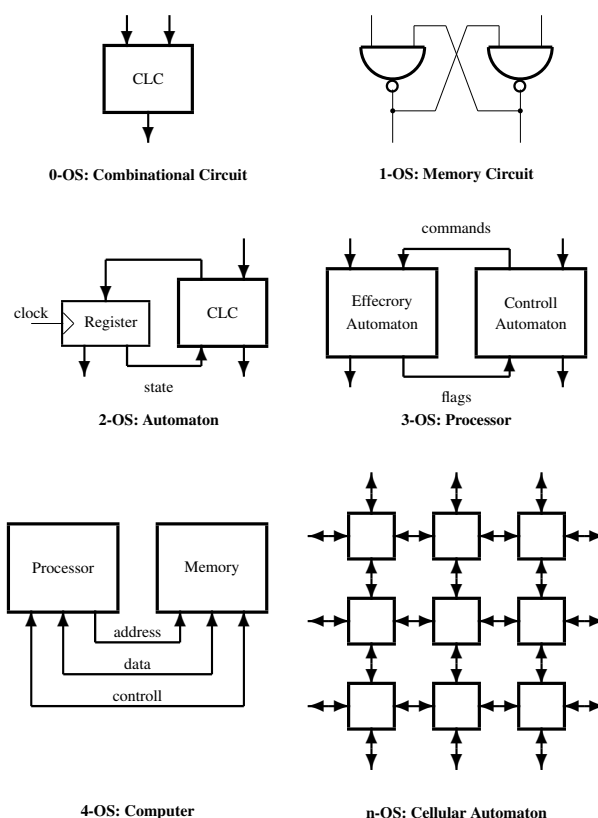 CLC
0-OS: Combinational Circuit
1-OS: Memory Circuit
clock
Register
CLC
state
2-OS: Automaton
commands
Effecrory
Automaton
Controll
Automaton
flags
3-OS: Processor
Processor
Memory
address
data
controll
4-OS: Computer
n-OS: Cellular Automaton